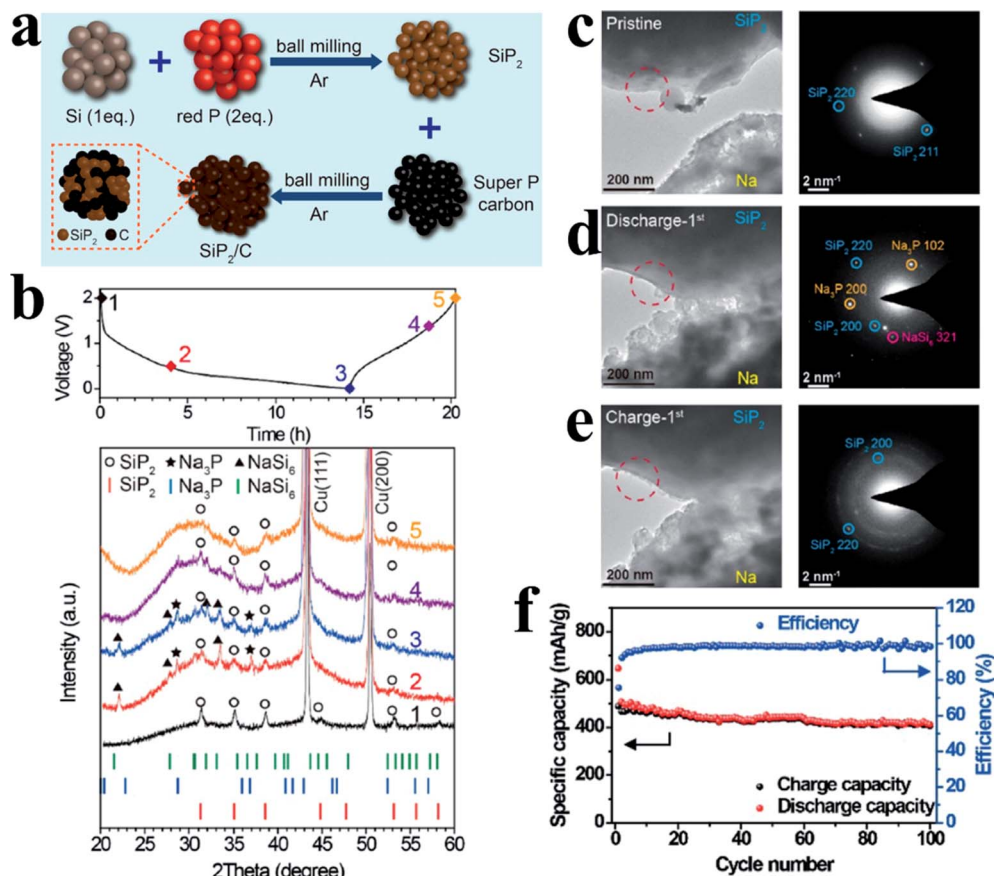 a
Si (1eq.)
+
red P (2eq.)
ball milling
Ar
SiP2
+
Super P
carbon
ball milling
Ar
SiP2/C
SiP2 C
b
Voltage (V)
2
1
0
1
2
3
4
5
0 5 10 15 20
Time (h)
SiP2 Na3P NaSi6
SiP2 Na3P NaSi6
Cu(111)
Cu(200)
5
4
3
2
1
Intensity (a.u.)
20 25 30 35 40 45 50 55 60
2Theta (degree)
c
Pristine
SiP2
200 nm
Na
SiP2 220
SiP2 211
2 nm-1
d
Discharge-1st
SiP2
200 nm
Na
SiP2 220
Na3P 102
Na3P 200
SiP2 200
NaSi6 321
2 nm-1
e
Charge-1st
SiP2
200 nm
Na
SiP2 200
SiP2 220
2 nm-1
f
Specific capacity (mAh/g)
800
600
400
200
0
Efficiency
Charge capacity
Discharge capacity
120
100
80
60
40
20
0
Efficiency (%)
0 20 40 60 80 100
Cycle number